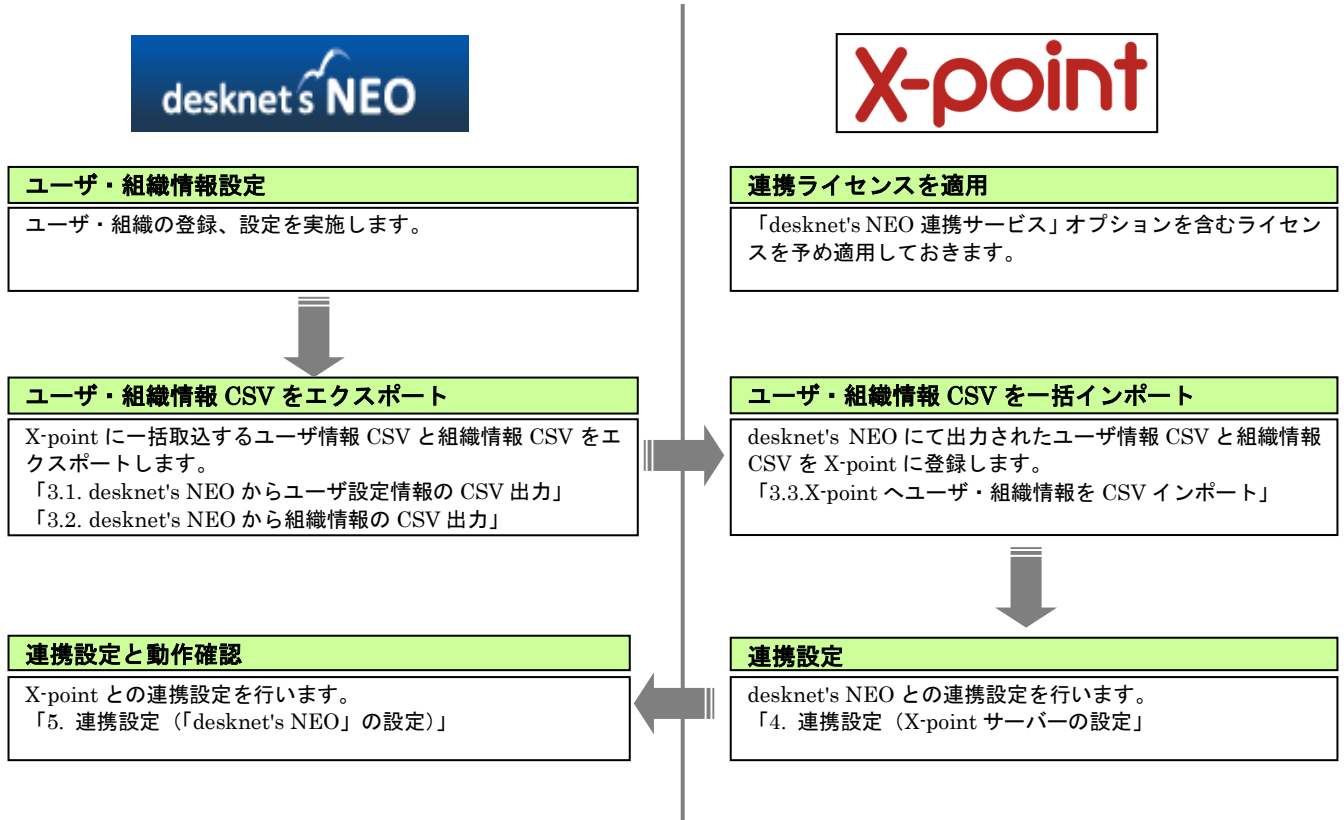 desknet's NEO
X-point
ユーザ・組織情報設定
ユーザ・組織の登録、設定を実施します。
連携ライセンスを適用
「desknet's NEO 連携サービス」オプションを含むライセン
スを予め適用しておきます。
ユーザ・組織情報 CSV をエクスポート
X-point に一括取込するユーザ情報 CSV と組織情報 CSV をエ
クスポートします。
「3.1. desknet's NEO からユーザ設定情報の CSV 出力」
「3.2. desknet's NEO から組織情報の CSV 出力」
ユーザ・組織情報 CSV を一括インポート
desknet's NEO にて出力されたユーザ情報 CSV と組織情報
CSV を X-point に登録します。
「3.3.X-point へユーザ・組織情報を CSV インポート」
連携設定と動作確認
X-point との連携設定を行います。
「5. 連携設定（「desknet's NEO」の設定）」
連携設定
desknet's NEO との連携設定を行います。
「4. 連携設定（X-point サーバーの設定」